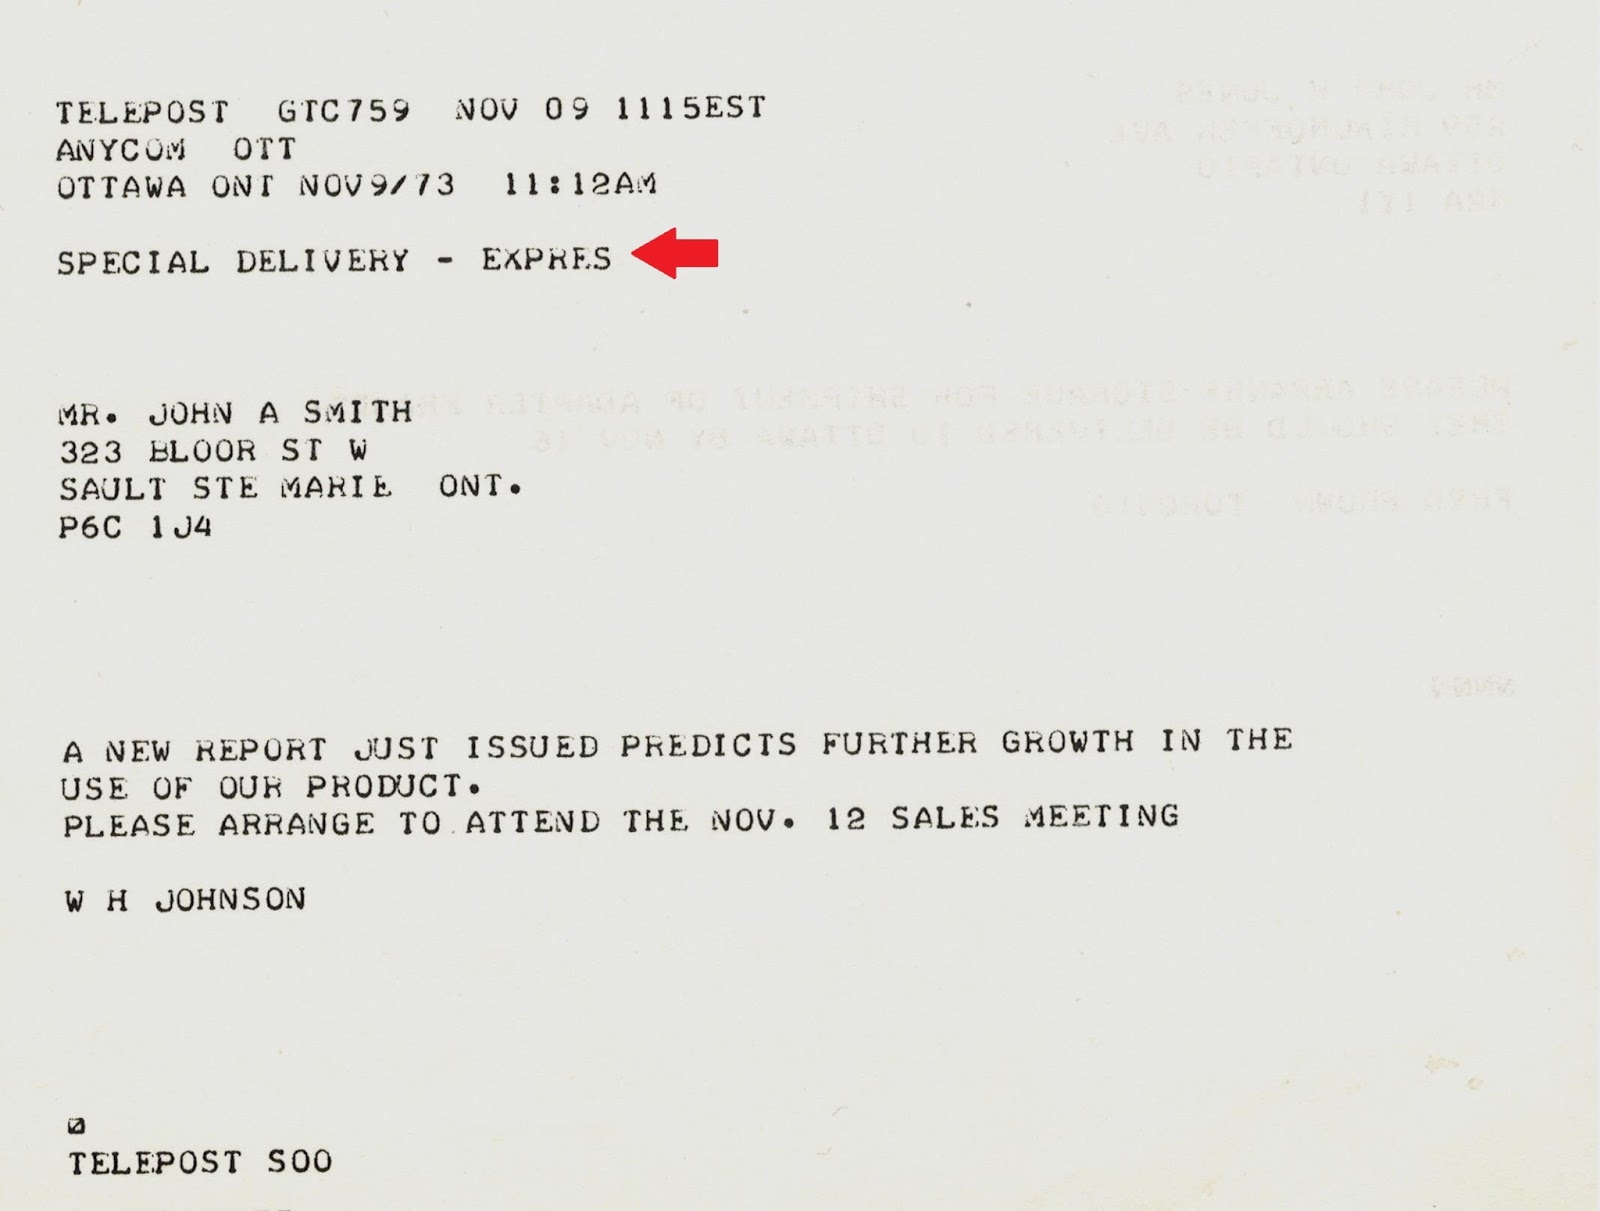 TELEPOST GTC759 NOV 09 1115EST
ANYCOM OTT
OTTAWA ONT NOV9/73 11:12AM
SPECIAL DELIVERY - EXPRES
MR. JOHN A SMITH
323 BLOOR ST W
SAULT STE MARIE ONT.
P6C 1J4
A NEW REPORT JUST ISSUED PREDICTS FURTHER GROWTH IN THE
USE OF OUR PRODUCT.
PLEASE ARRANGE TO ATTEND THE NOV. 12 SALES MEETING
W H JOHNSON
TELEPOST SOO